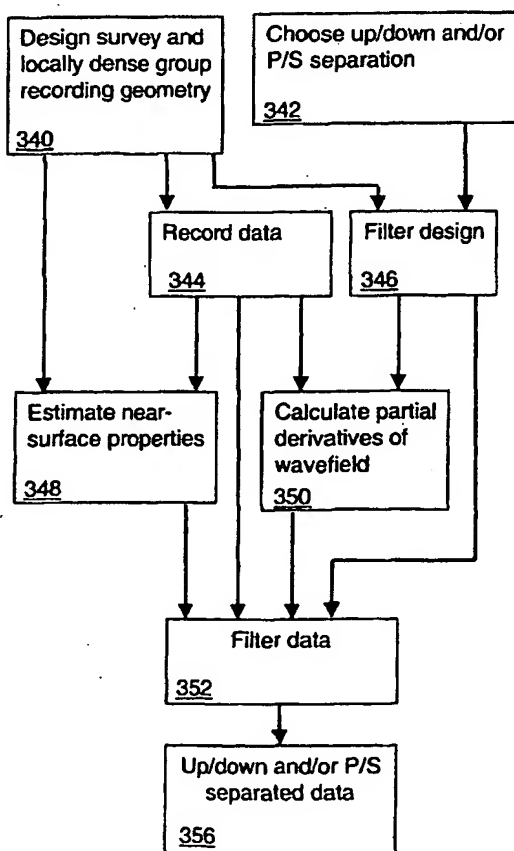 Design survey and
locally dense group
recording geometry
340
Choose up/down and/or
P/S separation
342
Record data
344
Filter design
346
Estimate near-
surface properties
348
Calculate partial
derivatives of
wavefield
350
Filter data
352
Up/down and/or P/S
separated data
356